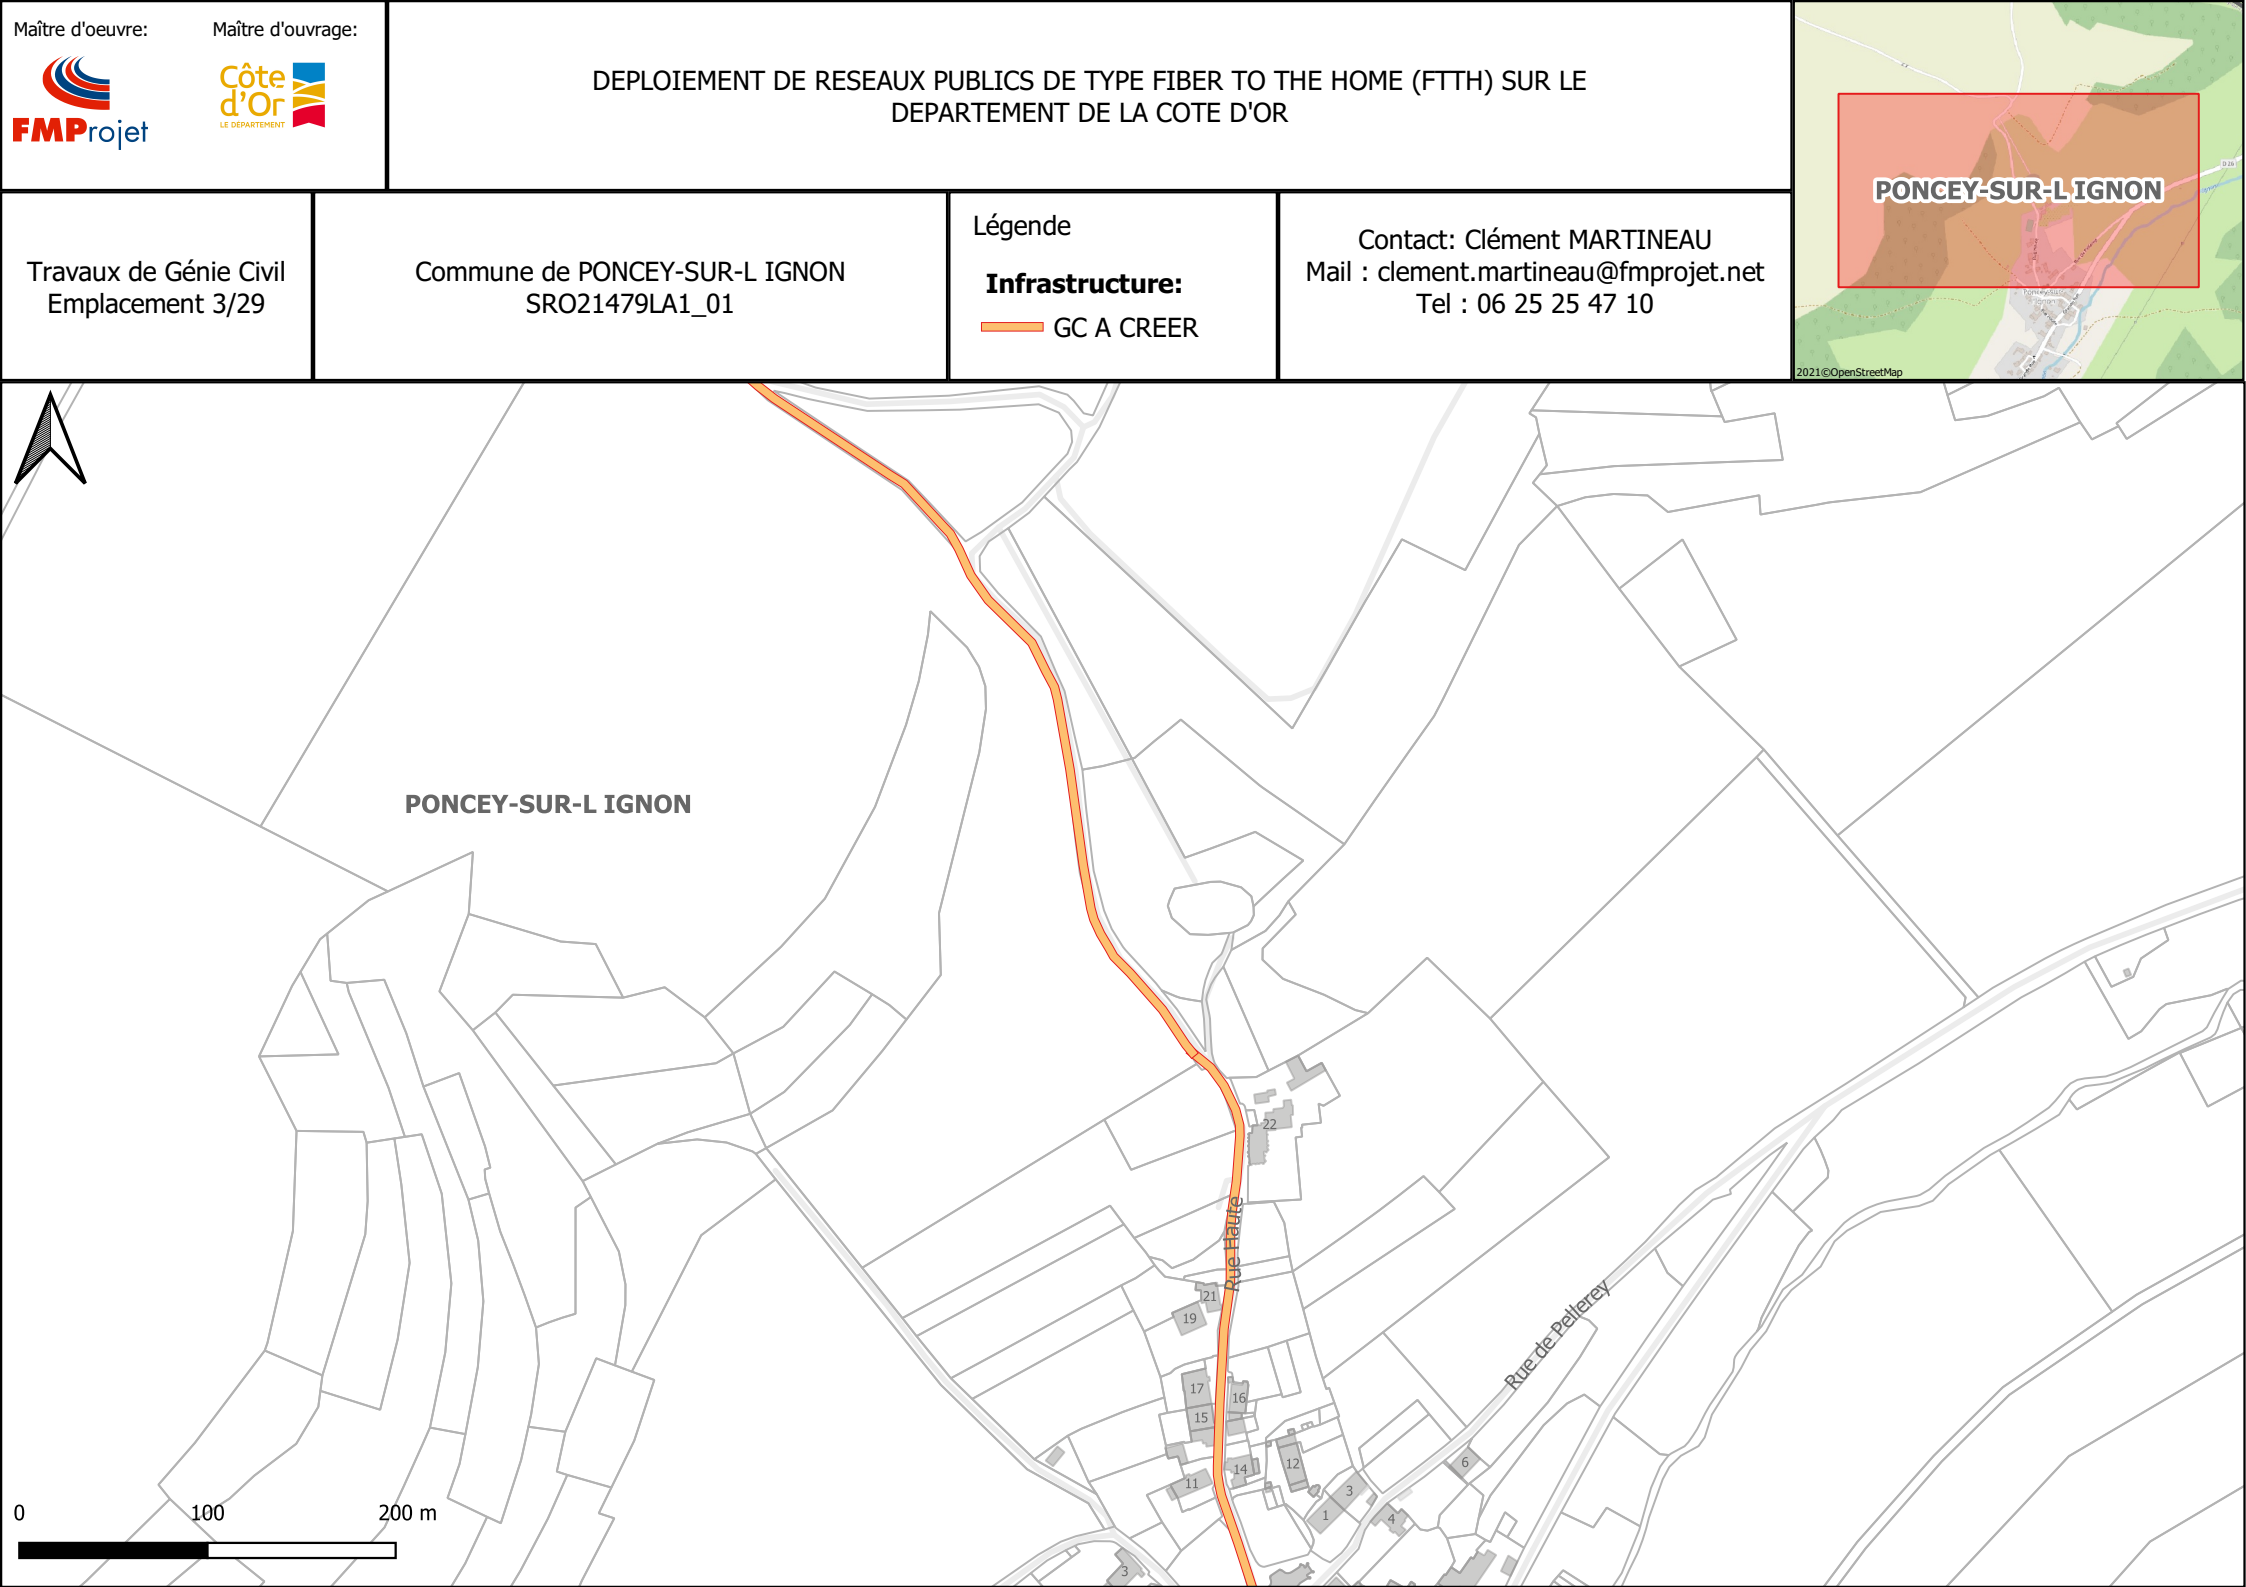 Maître d'oeuvre:
Maître d'ouvrage:
FMProjet
Côte
d'Or
LE DÉPARTEMENT
DEPLOIEMENT DE RESEAUX PUBLICS DE TYPE FIBER TO THE HOME (FTTH) SUR LE
DEPARTEMENT DE LA COTE D'OR
PONCEY-SUR-L IGNON
D 26
2021©OpenStreetMap
Travaux de Génie Civil
Emplacement 3/29
Commune de PONCEY-SUR-L IGNON
SRO21479LA1_01
Légende
Infrastructure:
GC A CREER
Contact: Clément MARTINEAU
Mail : clement.martineau@fmprojet.net
Tel : 06 25 25 47 10
PONCEY-SUR-L IGNON
22
Rue Haute
21
19
Rue de Pellerey
17
16
15
14
12
11
6
3
1
4
3
0 100 200 m